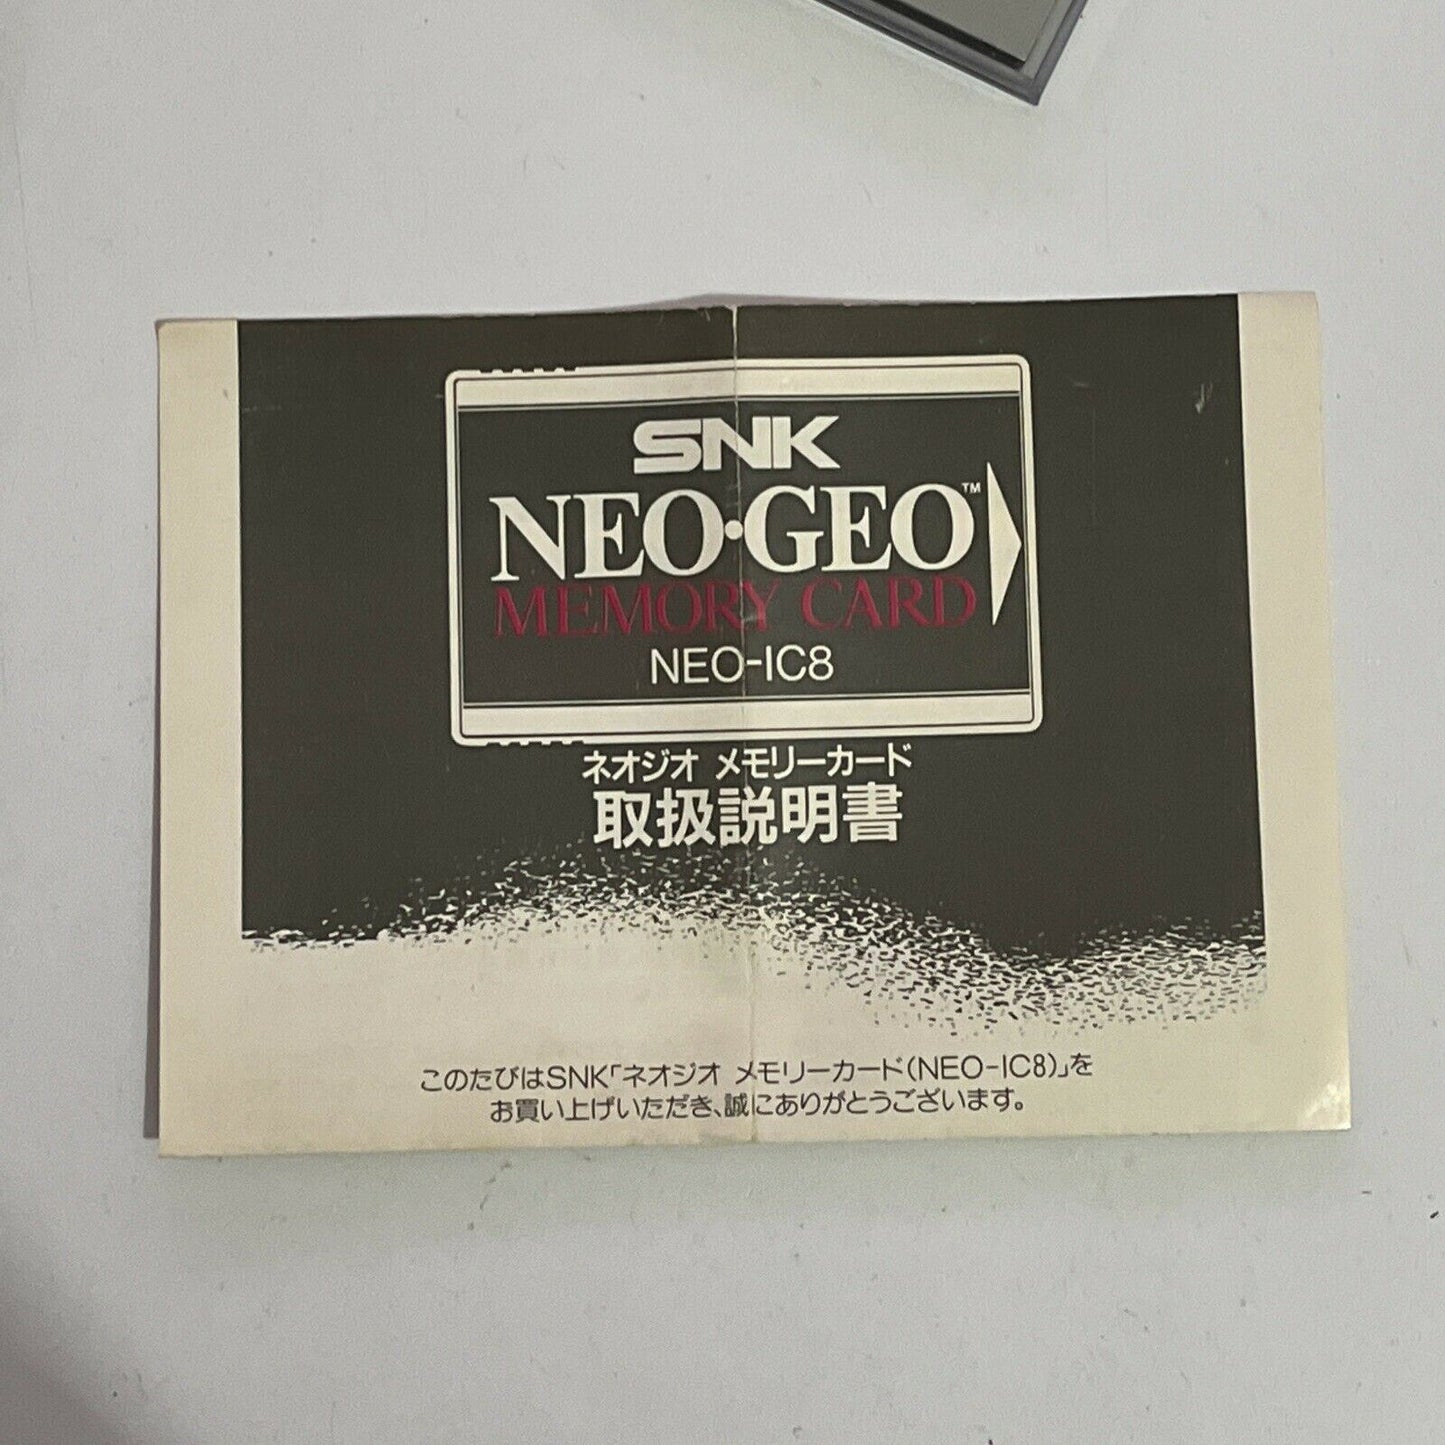 SNK
NEO•GEO™
MEMORY CARD
NEO-IC8
ネオジオ メモリーカード
取扱説明書
このたびはSNK「ネオジオ メモリーカード(NEO-IC8)」を
お買い上げいただき、誠にありがとうございます。